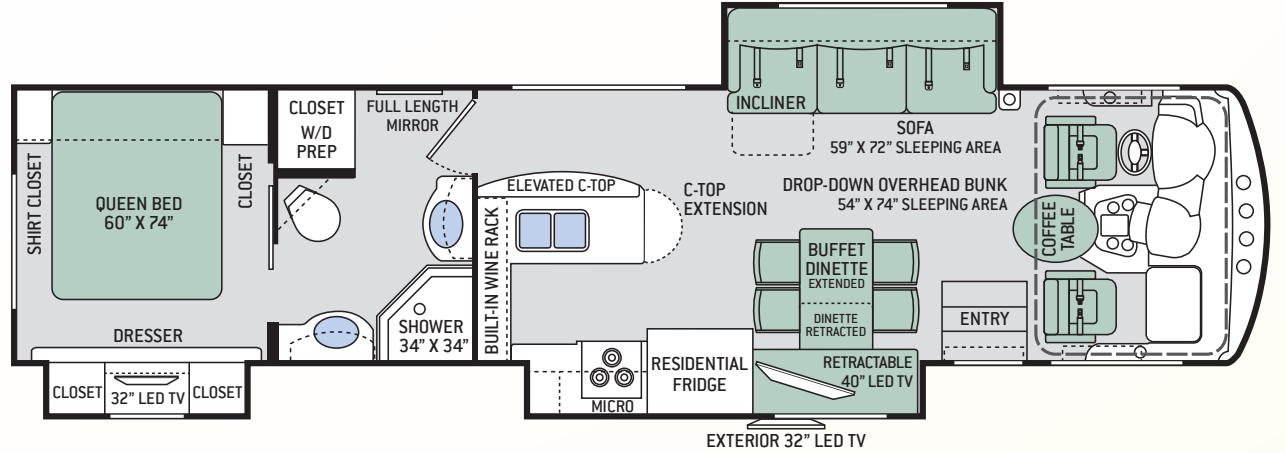 SHIRT CLOSET
QUEEN BED
60” X 74”
CLOSET
DRESSER
CLOSET
32” LED TV
CLOSET
CLOSET
W/D
PREP
FULL LENGTH
MIRROR
SHOWER
34” X 34”
BUILT-IN WINE RACK
ELEVATED C-TOP
C-TOP
EXTENSION
INCLINER
SOFA
59” X 72” SLEEPING AREA
DROP-DOWN OVERHEAD BUNK
54” X 74” SLEEPING AREA
BUFFET
DINETTE
EXTENDED
DINETTE
RETRACTED
MICRO
RESIDENTIAL
FRIDGE
RETRACTABLE
40” LED TV
EXTERIOR 32” LED TV
ENTRY
COFFEE
TABLE